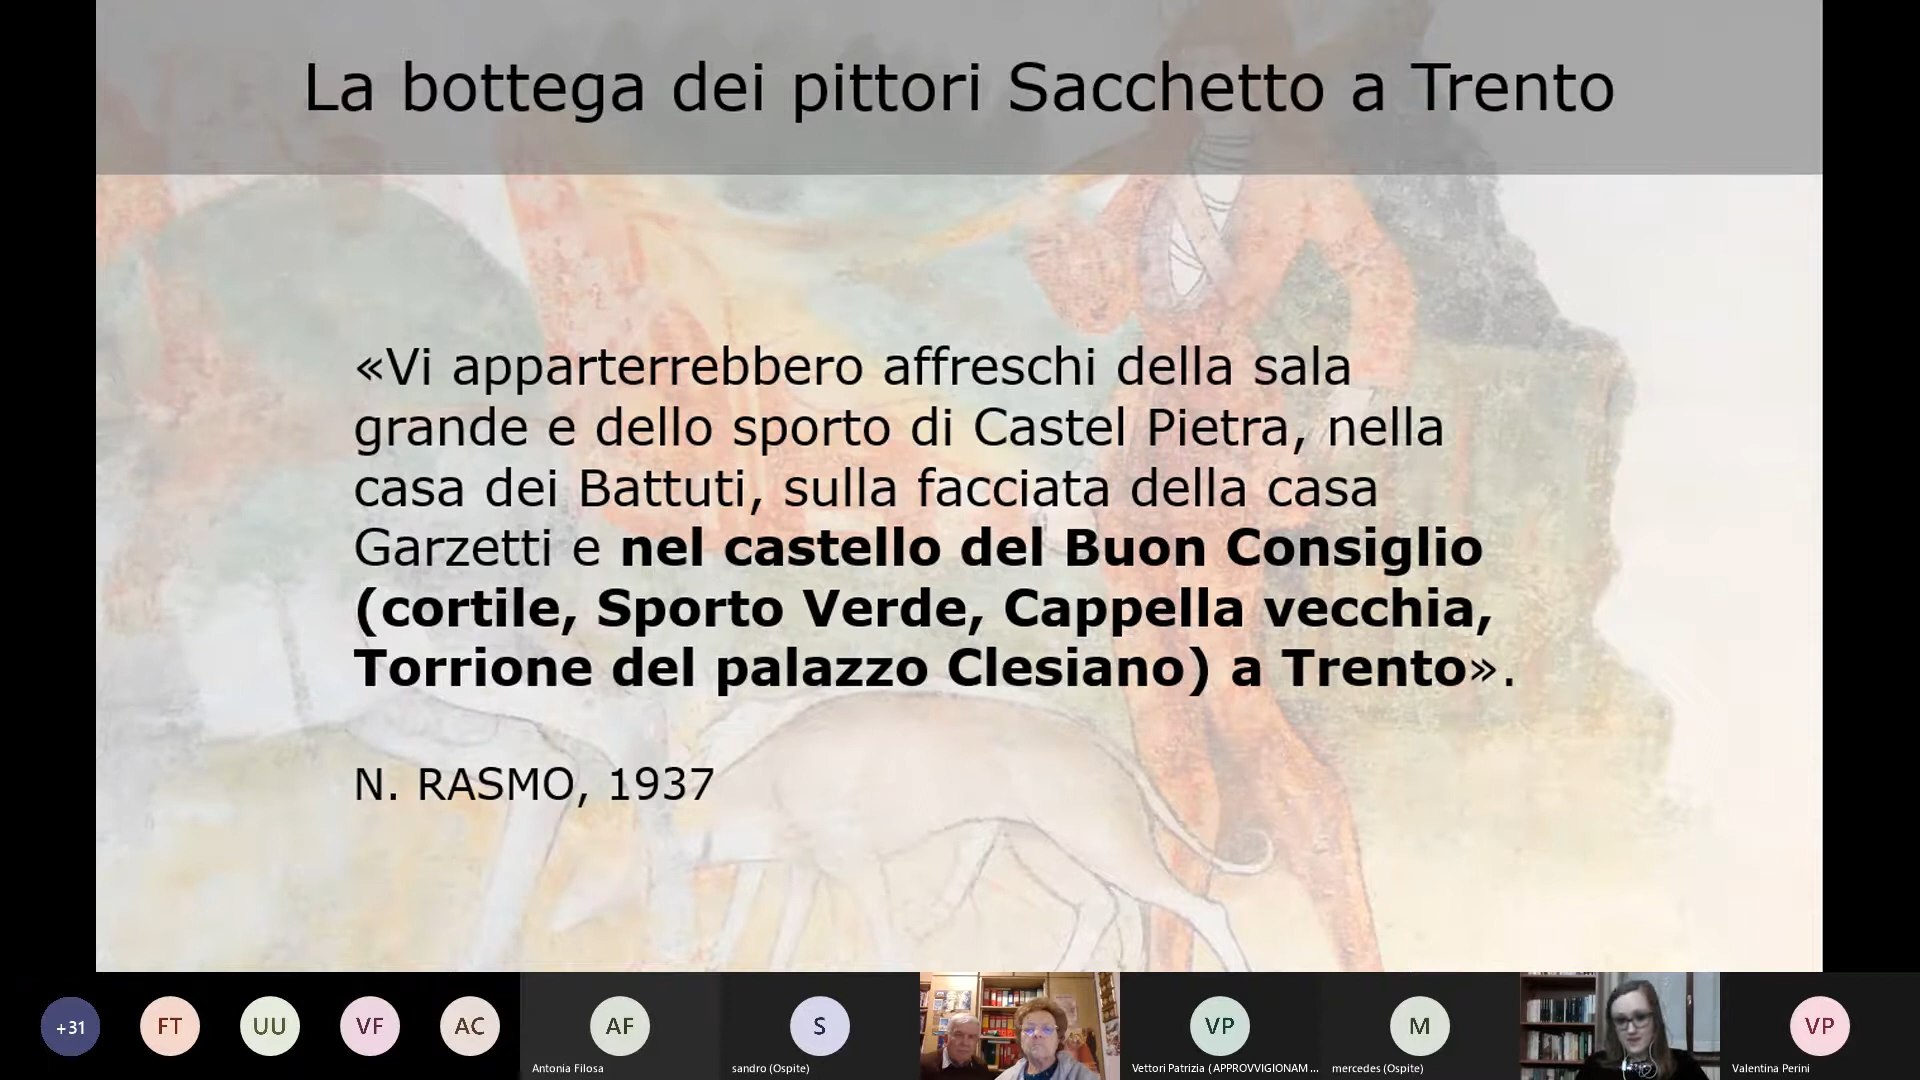 La bottega dei pittori Sacchetto a Trento
«Vi apparterrebbero affreschi della sala
grande e dello sporto di Castel Pietra, nella
casa dei Battuti, sulla facciata della casa
Garzetti e nel castello del Buon Consiglio
(cortile, Sporto Verde, Cappella vecchia,
Torrione del palazzo Clesiano) a Trento».
N. RASMO, 1937
+31
FT
UU
VF
AC
AF
Antonia Filosa
S
sandro (Ospite)
VP
Vettori Patrizia ( APPROVVIGIONAM ...
M
mercedes (Ospite)
VP
Valentina Perini